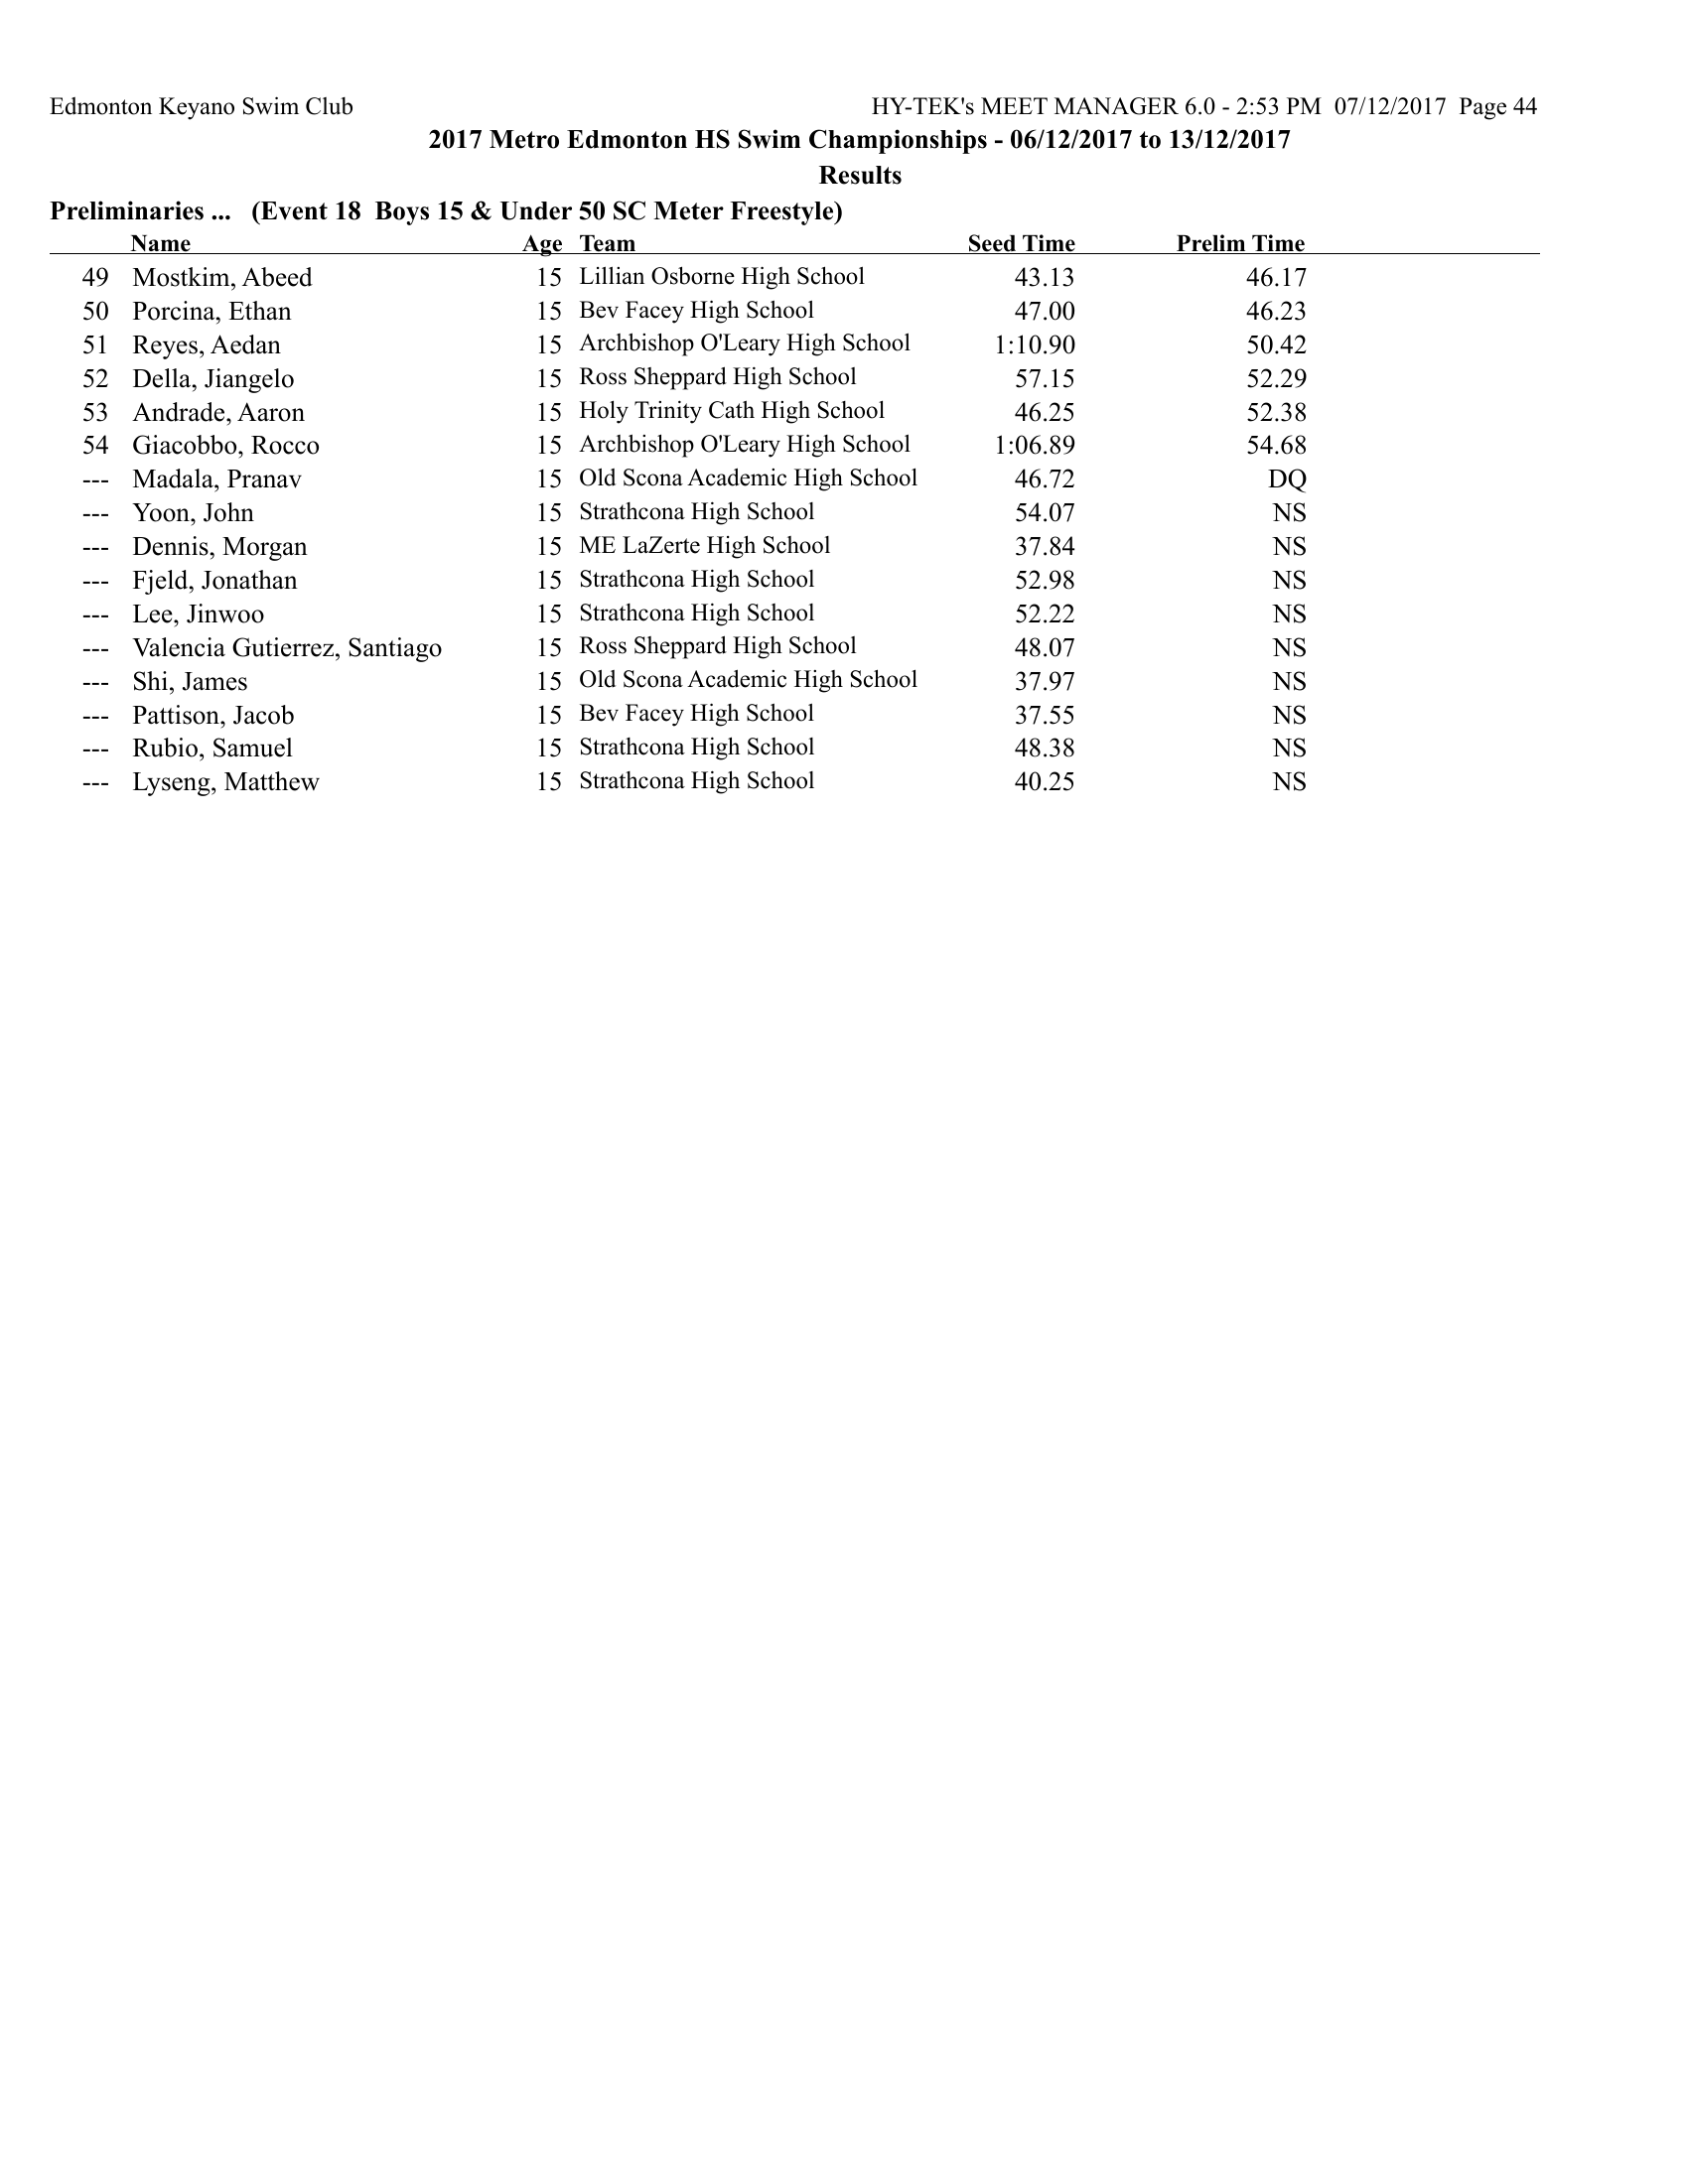 Edmonton Keyano Swim Club HY-TEK's MEET MANAGER 6.0 - 2:53 PM 07/12/2017 Page 44
2017 Metro Edmonton HS Swim Championships - 06/12/2017 to 13/12/2017
Results
Preliminaries ... (Event 18 Boys 15 & Under 50 SC Meter Freestyle)
Name Age Team Seed Time Prelim Time
49 Mostkim, Abeed 15 Lillian Osborne High School 43.13 46.17
50 Porcina, Ethan 15 Bev Facey High School 47.00 46.23
51 Reyes, Aedan 15 Archbishop O'Leary High School 1:10.90 50.42
52 Della, Jiangelo 15 Ross Sheppard High School 57.15 52.29
53 Andrade, Aaron 15 Holy Trinity Cath High School 46.25 52.38
54 Giacobbo, Rocco 15 Archbishop O'Leary High School 1:06.89 54.68
--- Madala, Pranav 15 Old Scona Academic High School 46.72 DQ
--- Yoon, John 15 Strathcona High School 54.07 NS
--- Dennis, Morgan 15 ME LaZerte High School 37.84 NS
--- Fjeld, Jonathan 15 Strathcona High School 52.98 NS
--- Lee, Jinwoo 15 Strathcona High School 52.22 NS
--- Valencia Gutierrez, Santiago 15 Ross Sheppard High School 48.07 NS
--- Shi, James 15 Old Scona Academic High School 37.97 NS
--- Pattison, Jacob 15 Bev Facey High School 37.55 NS
--- Rubio, Samuel 15 Strathcona High School 48.38 NS
--- Lyseng, Matthew 15 Strathcona High School 40.25 NS